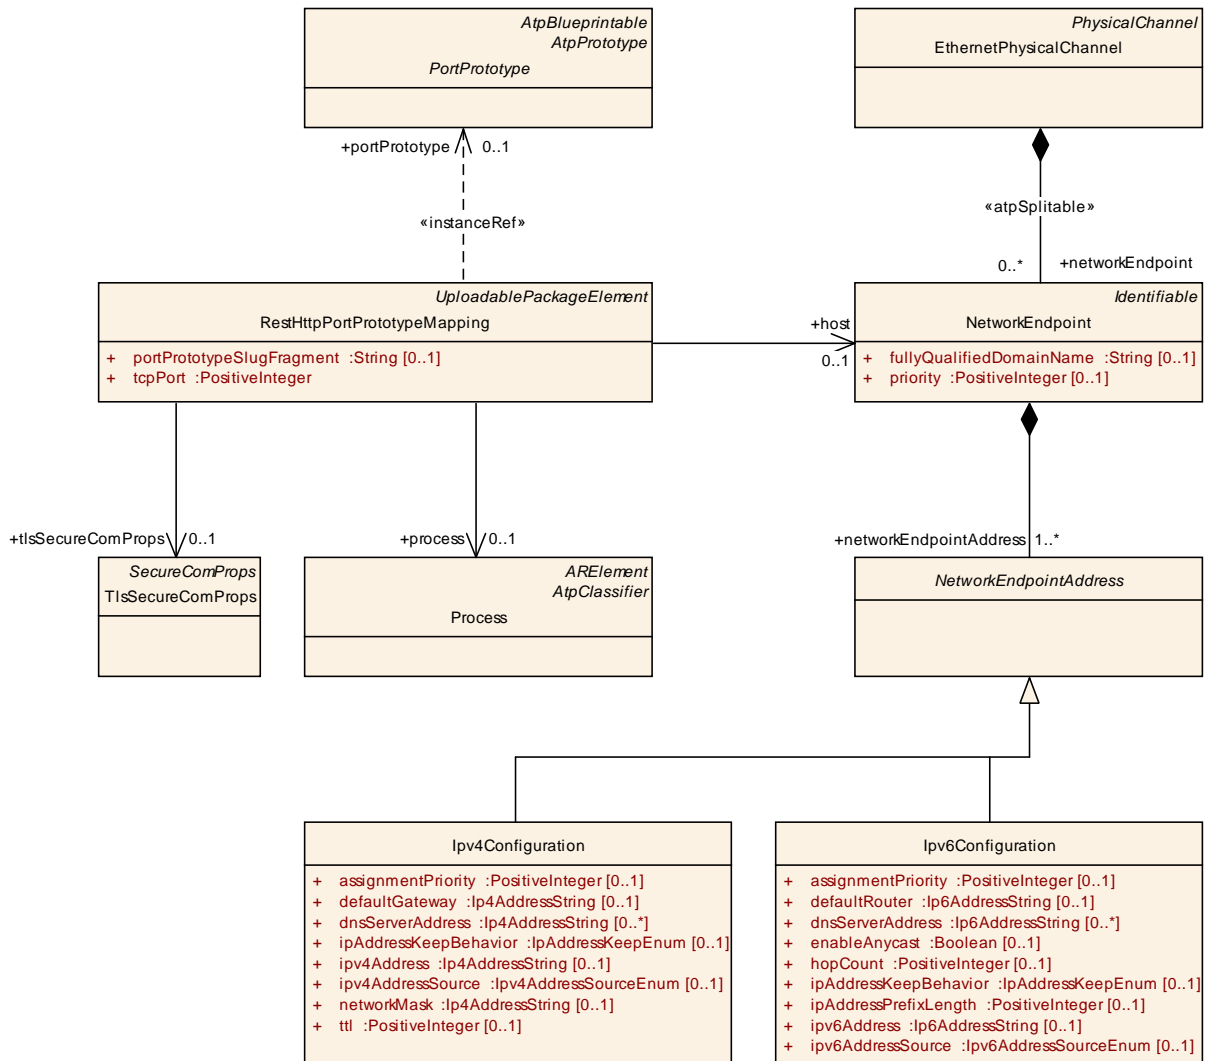 AtpBlueprintable
AtpPrototype
PortPrototype
PhysicalChannel
EthernetPhysicalChannel
+portPrototype 0..1
«instanceRef»
«atpSplitable»
0..* +networkEndpoint
UploadablePackageElement
RestHttpPortPrototypeMapping
+ portPrototypeSlugFragment :String [0..1]
+ tcpPort :PositiveInteger
+host
0..1
Identifiable
NetworkEndpoint
+ fullyQualifiedDomainName :String [0..1]
+ priority :PositiveInteger [0..1]
+tlsSecureComProps 0..1
+process 0..1
+networkEndpointAddress 1..*
SecureComProps
TlsSecureComProps
ARElement
AtpClassifier
Process
NetworkEndpointAddress
Ipv4Configuration
+ assignmentPriority :PositiveInteger [0..1]
+ defaultGateway :Ip4AddressString [0..1]
+ dnsServerAddress :Ip4AddressString [0..*]
+ ipAddressKeepBehavior :IpAddressKeepEnum [0..1]
+ ipv4Address :Ip4AddressString [0..1]
+ ipv4AddressSource :Ipv4AddressSourceEnum [0..1]
+ networkMask :Ip4AddressString [0..1]
+ ttl :PositiveInteger [0..1]
Ipv6Configuration
+ assignmentPriority :PositiveInteger [0..1]
+ defaultRouter :Ip6AddressString [0..1]
+ dnsServerAddress :Ip6AddressString [0..*]
+ enableAnycast :Boolean [0..1]
+ hopCount :PositiveInteger [0..1]
+ ipAddressKeepBehavior :IpAddressKeepEnum [0..1]
+ ipAddressPrefixLength :PositiveInteger [0..1]
+ ipv6Address :Ip6AddressString [0..1]
+ ipv6AddressSource :Ipv6AddressSourceEnum [0..1]